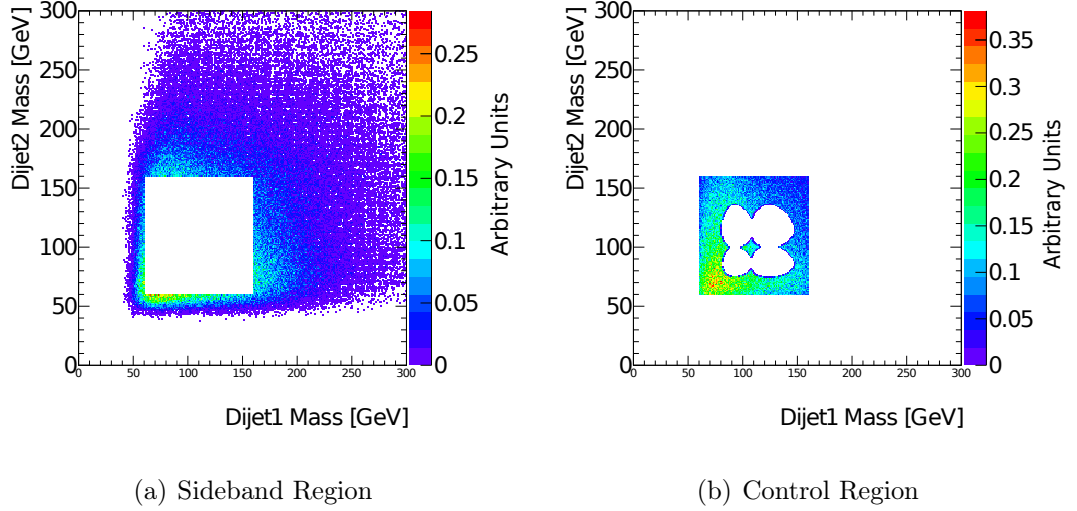 Dijet2 Mass [GeV]
300
250
200
150
100
50
0
0 50 100 150 200 250 300
Dijet1 Mass [GeV]
0.25
0.2
0.15
0.1
0.05
0
Arbitrary Units
(a) Sideband Region
Dijet2 Mass [GeV]
300
250
200
150
100
50
0
0 50 100 150 200 250 300
Dijet1 Mass [GeV]
0.35
0.3
0.25
0.2
0.15
0.1
0.05
0
Arbitrary Units
(b) Control Region